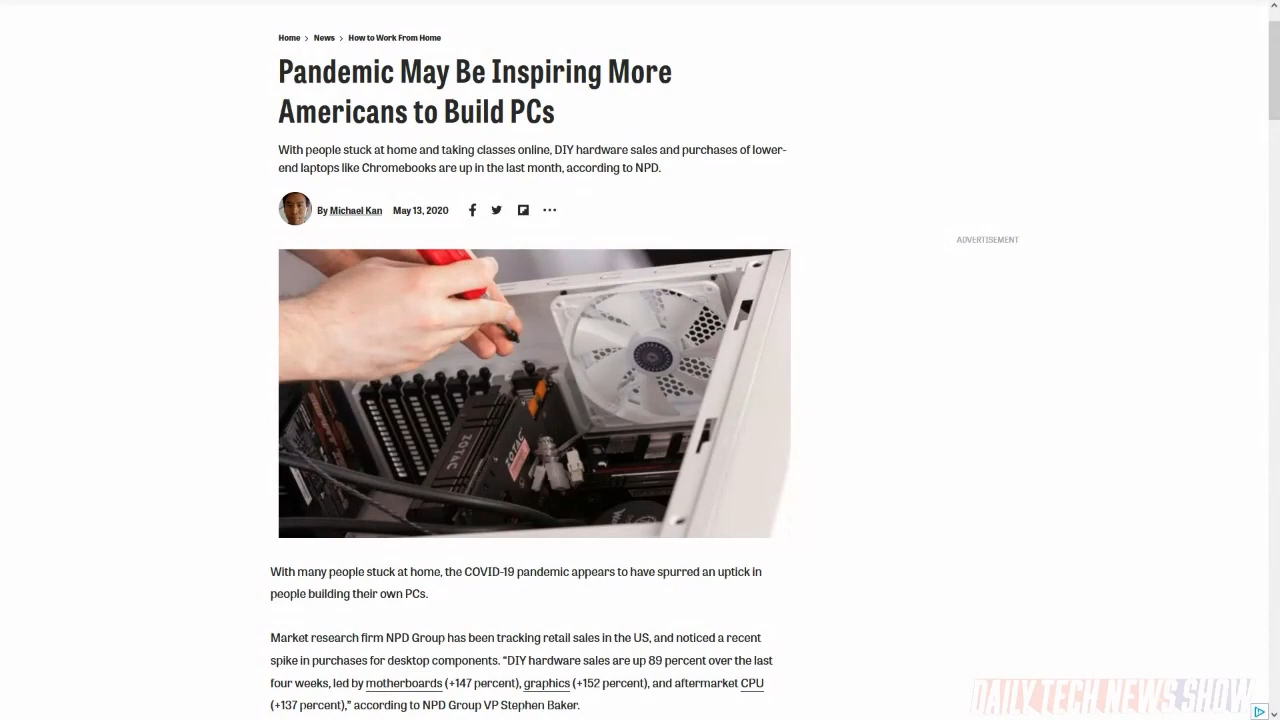 Home > News > How to Work From Home
Pandemic May Be Inspiring More
Americans to Build PCs
With people stuck at home and taking classes online, DIY hardware sales and purchases of lower-
end laptops like Chromebooks are up in the last month, according to NPD.
By Michael Kan May 13, 2020
ADVERTISEMENT
ZOTAC
ZOTAC
With many people stuck at home, the COVID-19 pandemic appears to have spurred an uptick in
people building their own PCs.
Market research firm NPD Group has been tracking retail sales in the US, and noticed a recent
spike in purchases for desktop components. “DIY hardware sales are up 89 percent over the last
four weeks, led by motherboards (+147 percent), graphics (+152 percent), and aftermarket CPU
(+137 percent),” according to NPD Group VP Stephen Baker.
DAILY TECH NEWS SHOW